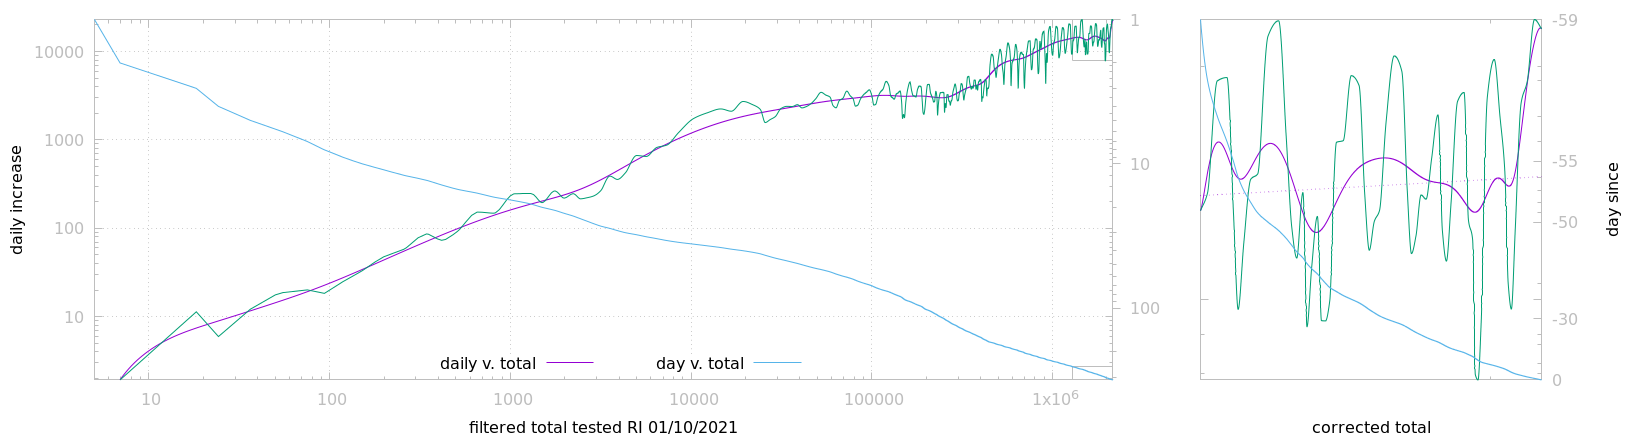 daily increase
10000
1000
100
10
10
100
1000
10000
100000
1x10⁶
filtered total tested RI 01/10/2021
daily v. total
day v. total
1
10
100
-59
-55
-50
-30
0
day since
corrected total